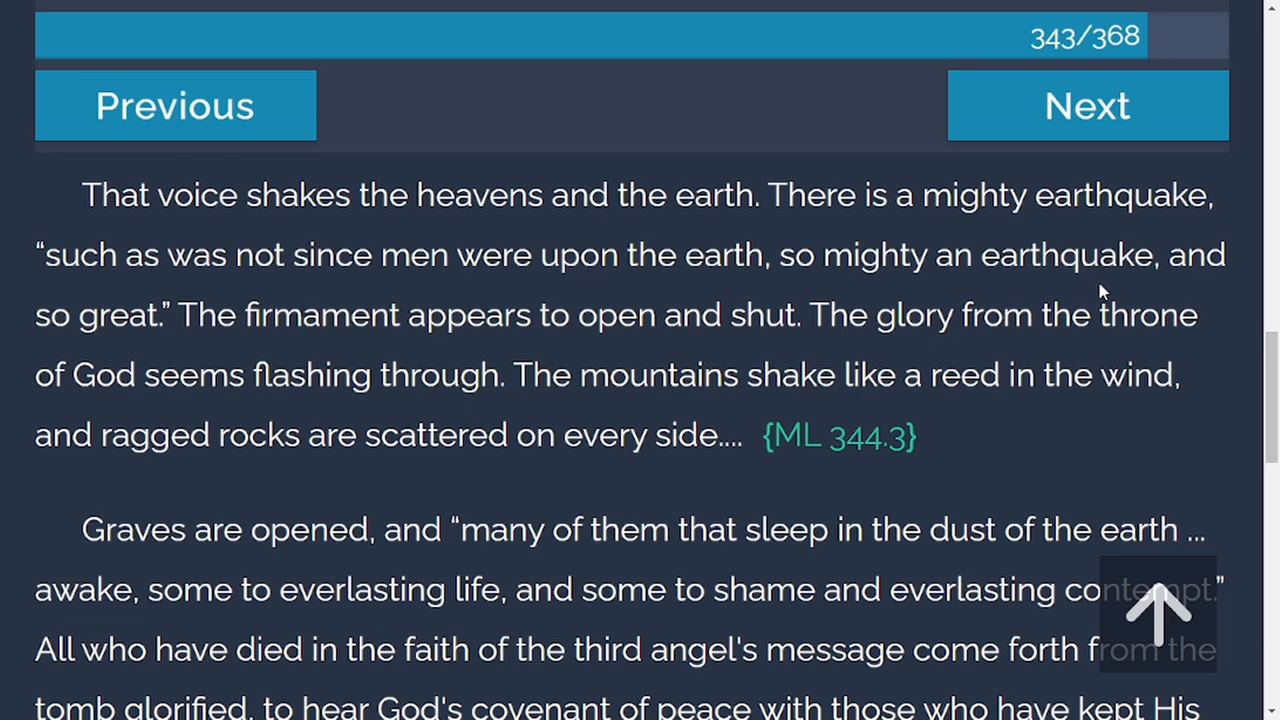 343/368
Previous
Next
That voice shakes the heavens and the earth. There is a mighty earthquake,
“such as was not since men were upon the earth, so mighty an earthquake, and
so great.” The firmament appears to open and shut. The glory from the throne
of God seems flashing through. The mountains shake like a reed in the wind,
and ragged rocks are scattered on every side.... {ML 344.3}
Graves are opened, and “many of them that sleep in the dust of the earth ...
awake, some to everlasting life, and some to shame and everlasting contempt.”
All who have died in the faith of the third angel's message come forth from the
tomb glorified, to hear God's covenant of peace with those who have kept His